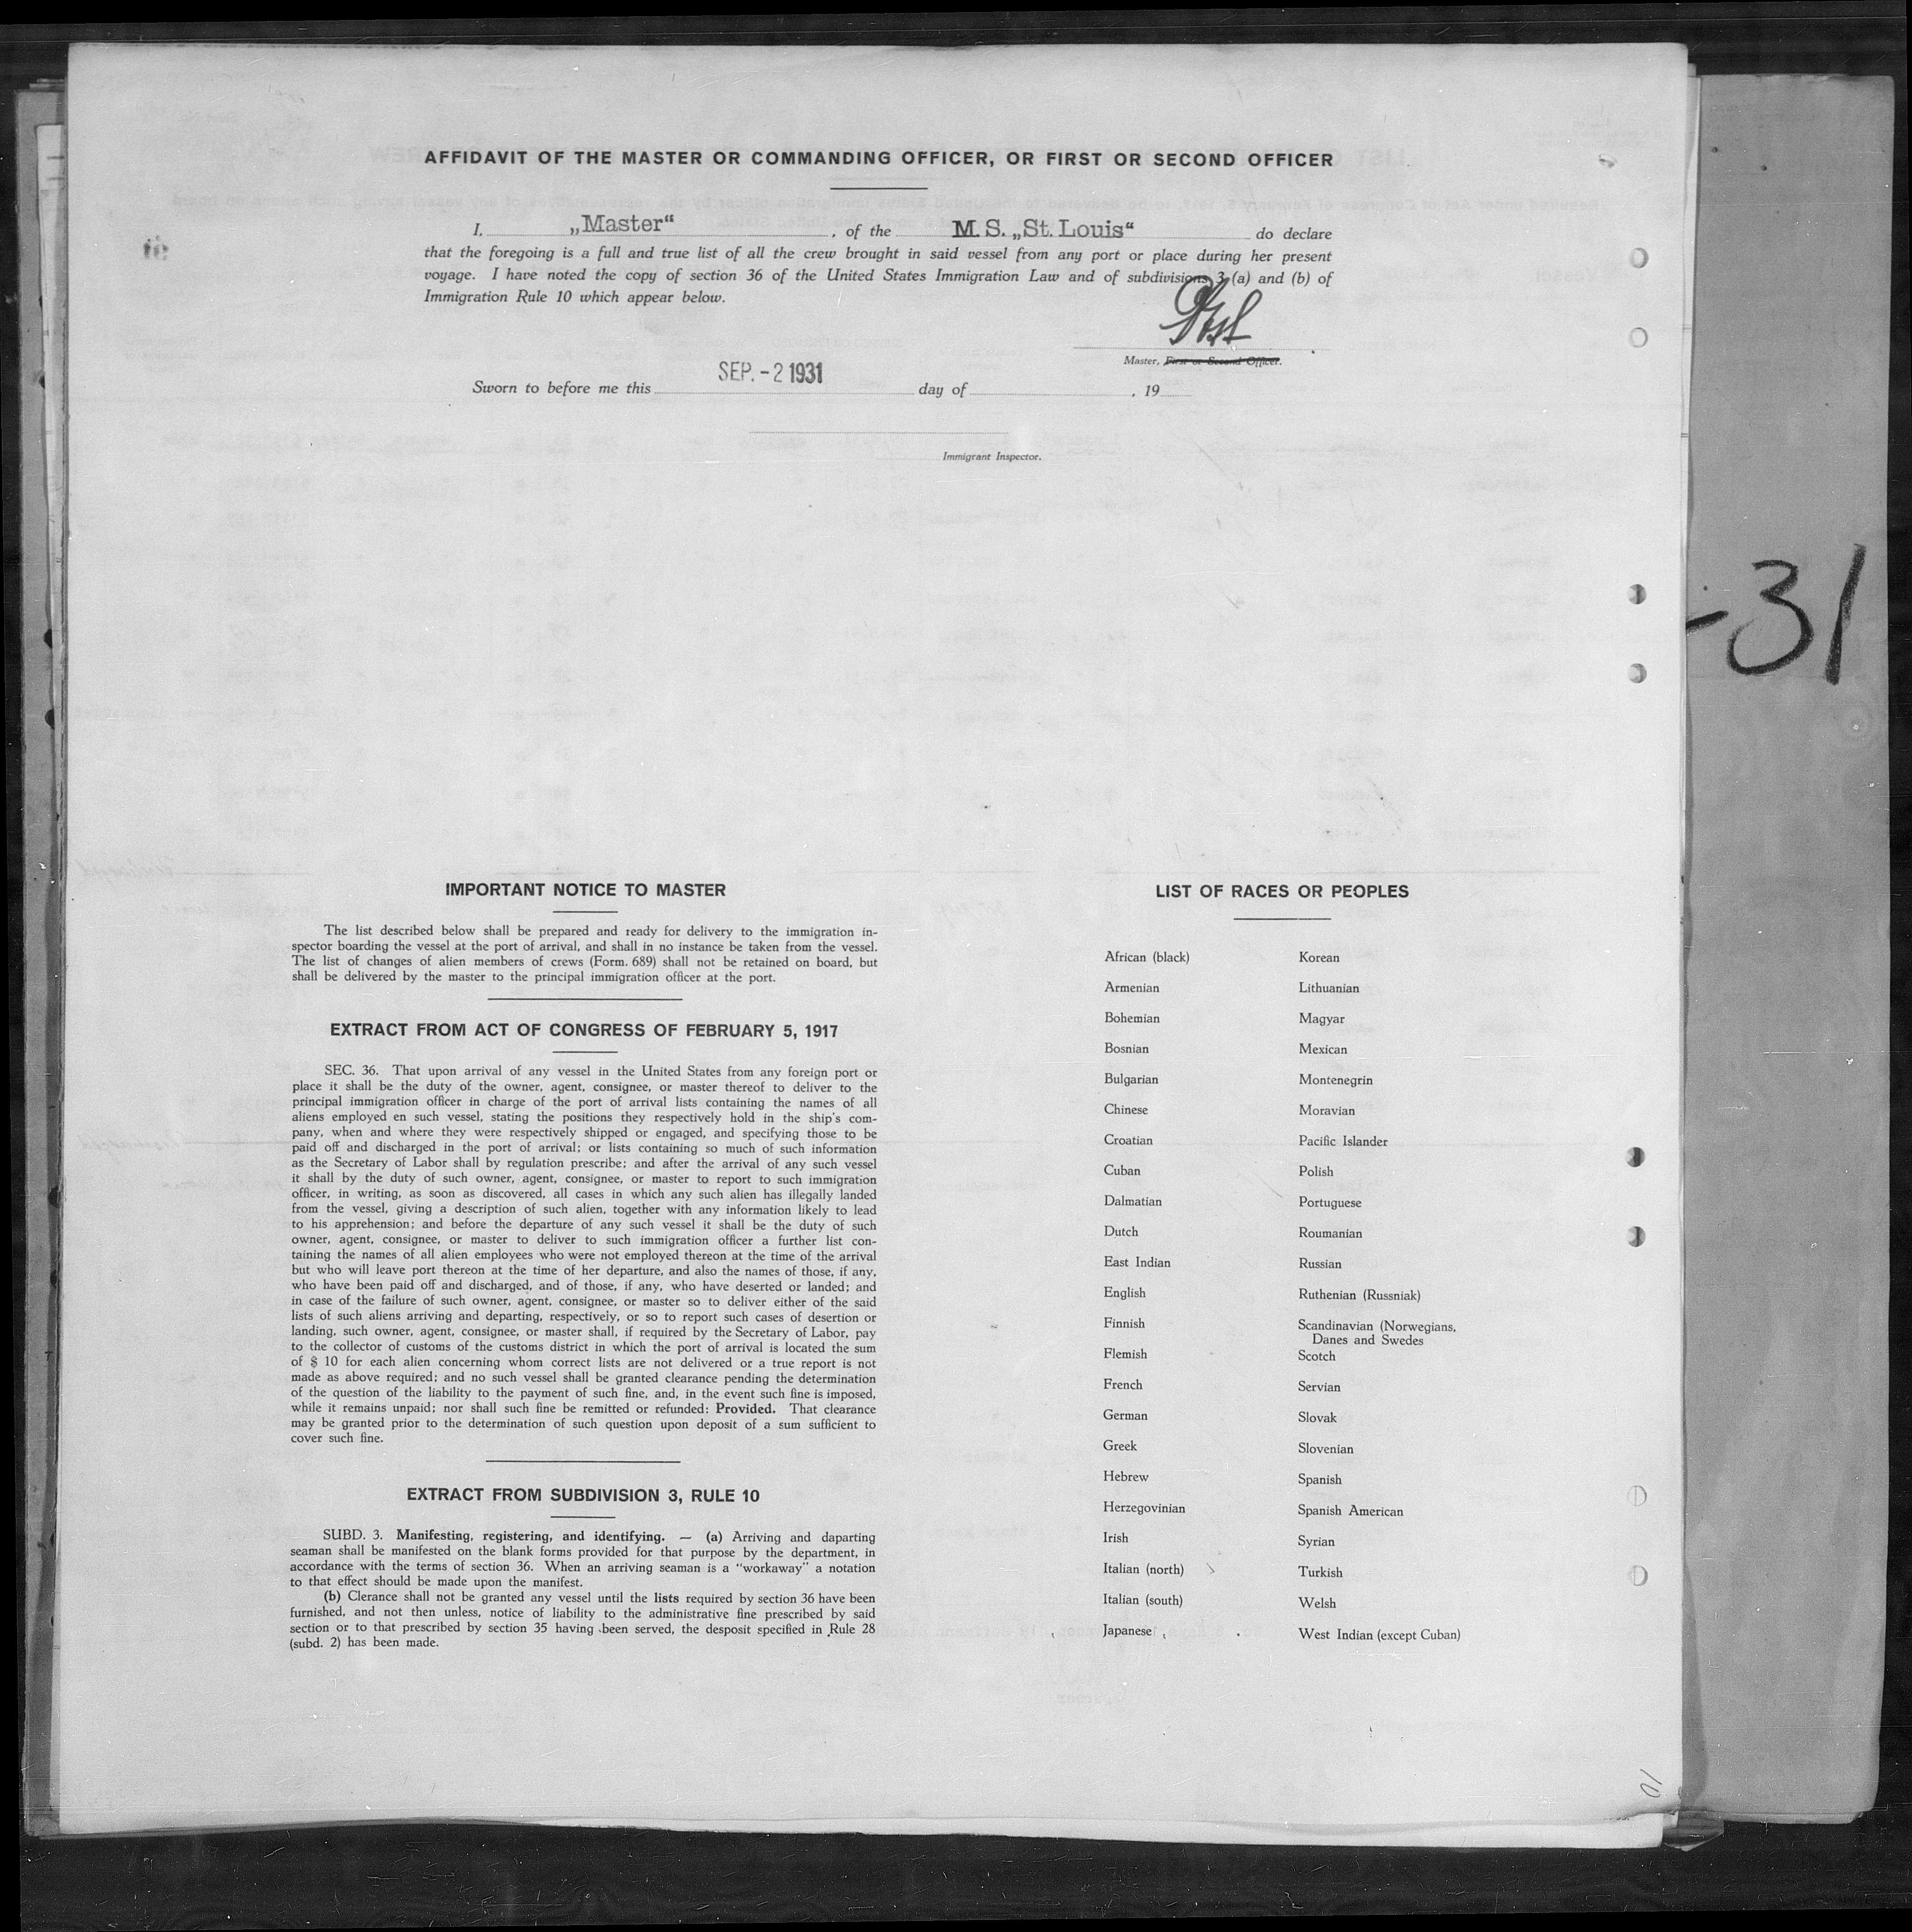 AFFIDAVIT OF THE MASTER OR COMMANDING OFFICER, OR FIRST OR SECOND OFFICER
I, „Master“ , of the M. S. „St. Louis“ do declare
that the foregoing is a full and true list of all the crew brought in said vessel from any port or place during her present
voyage. I have noted the copy of section 36 of the United States Immigration Law and of subdivisions 3 (a) and (b) of
Immigration Rule 10 which appear below.
Master, First or Second Officer.
SEP. - 2 1931
Sworn to before me this day of , 19
Immigrant Inspector.
-31
IMPORTANT NOTICE TO MASTER
The list described below shall be prepared and ready for delivery to the immigration in-
spector boarding the vessel at the port of arrival, and shall in no instance be taken from the vessel.
The list of changes of alien members of crews (Form. 689) shall not be retained on board, but
shall be delivered by the master to the principal immigration officer at the port.
EXTRACT FROM ACT OF CONGRESS OF FEBRUARY 5, 1917
SEC. 36. That upon arrival of any vessel in the United States from any foreign port or
place it shall be the duty of the owner, agent, consignee, or master thereof to deliver to the
principal immigration officer in charge of the port of arrival lists containing the names of all
aliens employed en such vessel, stating the positions they respectively hold in the ship's com-
pany, when and where they were respectively shipped or engaged, and specifying those to be
paid off and discharged in the port of arrival; or lists containing so much of such information
as the Secretary of Labor shall by regulation prescribe; and after the arrival of any such vessel
it shall by the duty of such owner, agent, consignee, or master to report to such immigration
officer, in writing, as soon as discovered, all cases in which any such alien has illegally landed
from the vessel, giving a description of such alien, together with any information likely to lead
to his apprehension; and before the departure of any such vessel it shall be the duty of such
owner, agent, consignee, or master to deliver to such immigration officer a further list con-
taining the names of all alien employees who were not employed thereon at the time of the arrival
but who will leave port thereon at the time of her departure, and also the names of those, if any,
who have been paid off and discharged, and of those, if any, who have deserted or landed; and
in case of the failure of such owner, agent, consignee, or master so to deliver either of the said
lists of such aliens arriving and departing, respectively, or so to report such cases of desertion or
landing, such owner, agent, consignee, or master shall, if required by the Secretary of Labor, pay
to the collector of customs of the customs district in which the port of arrival is located the sum
of $ 10 for each alien concerning whom correct lists are not delivered or a true report is not
made as above required; and no such vessel shall be granted clearance pending the determination
of the question of the liability to the payment of such fine, and, in the event such fine is imposed,
while it remains unpaid; nor shall such fine be remitted or refunded: Provided. That clearance
may be granted prior to the determination of such question upon deposit of a sum sufficient to
cover such fine.
EXTRACT FROM SUBDIVISION 3, RULE 10
SUBD. 3. Manifesting, registering, and identifying. — (a) Arriving and daparting
seaman shall be manifested on the blank forms provided for that purpose by the department, in
accordance with the terms of section 36. When an arriving seaman is a "workaway" a notation
to that effect should be made upon the manifest.
(b) Clerance shall not be granted any vessel until the lists required by section 36 have been
furnished, and not then unless, notice of liability to the administrative fine prescribed by said
section or to that prescribed by section 35 having been served, the desposit specified in Rule 28
(subd. 2) has been made.
LIST OF RACES OR PEOPLES
African (black)
Armenian
Bohemian
Bosnian
Bulgarian
Chinese
Croatian
Cuban
Dalmatian
Dutch
East Indian
English
Finnish
Flemish
French
German
Greek
Hebrew
Herzegovinian
Irish
Italian (north)
Italian (south)
Japanese
Korean
Lithuanian
Magyar
Mexican
Montenegrin
Moravian
Pacific Islander
Polish
Portuguese
Roumanian
Russian
Ruthenian (Russniak)
Scandinavian (Norwegians,
Danes and Swedes
Scotch
Servian
Slovak
Slovenian
Spanish
Spanish American
Syrian
Turkish
Welsh
West Indian (except Cuban)
10